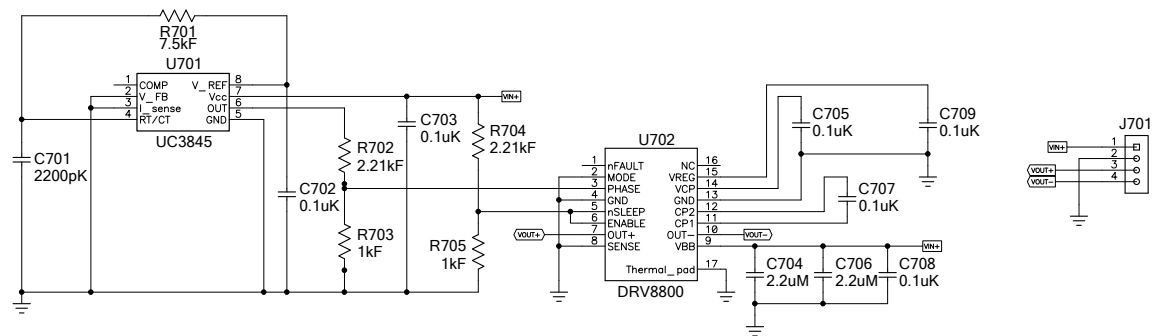 R701
7.5kF
U701
1 COMP V_REF 8
2 V_FB Vcc 7
3 I_sense OUT 6
4 RT/CT GND 5
UC3845
C701
2200pK
C702
0.1uK
R702
2.21kF
R703
1kF
C703
0.1uK
R704
2.21kF
R705
1kF
VIN+
U702
1 nFAULT NC 16
2 MODE VREG 15
3 PHASE VCP 14
4 GND GND 13
5 nSLEEP CP2 12
6 ENABLE CP1 11
7 OUT+ OUT- 10
8 SENSE VBB 9
Thermal_pad 17
DRV8800
VOUT+
VOUT-
VIN+
C705
0.1uK
C709
0.1uK
C707
0.1uK
C704
2.2uM
C706
2.2uM
C708
0.1uK
J701
VIN+ 1
2
VOUT+ 3
VOUT- 4